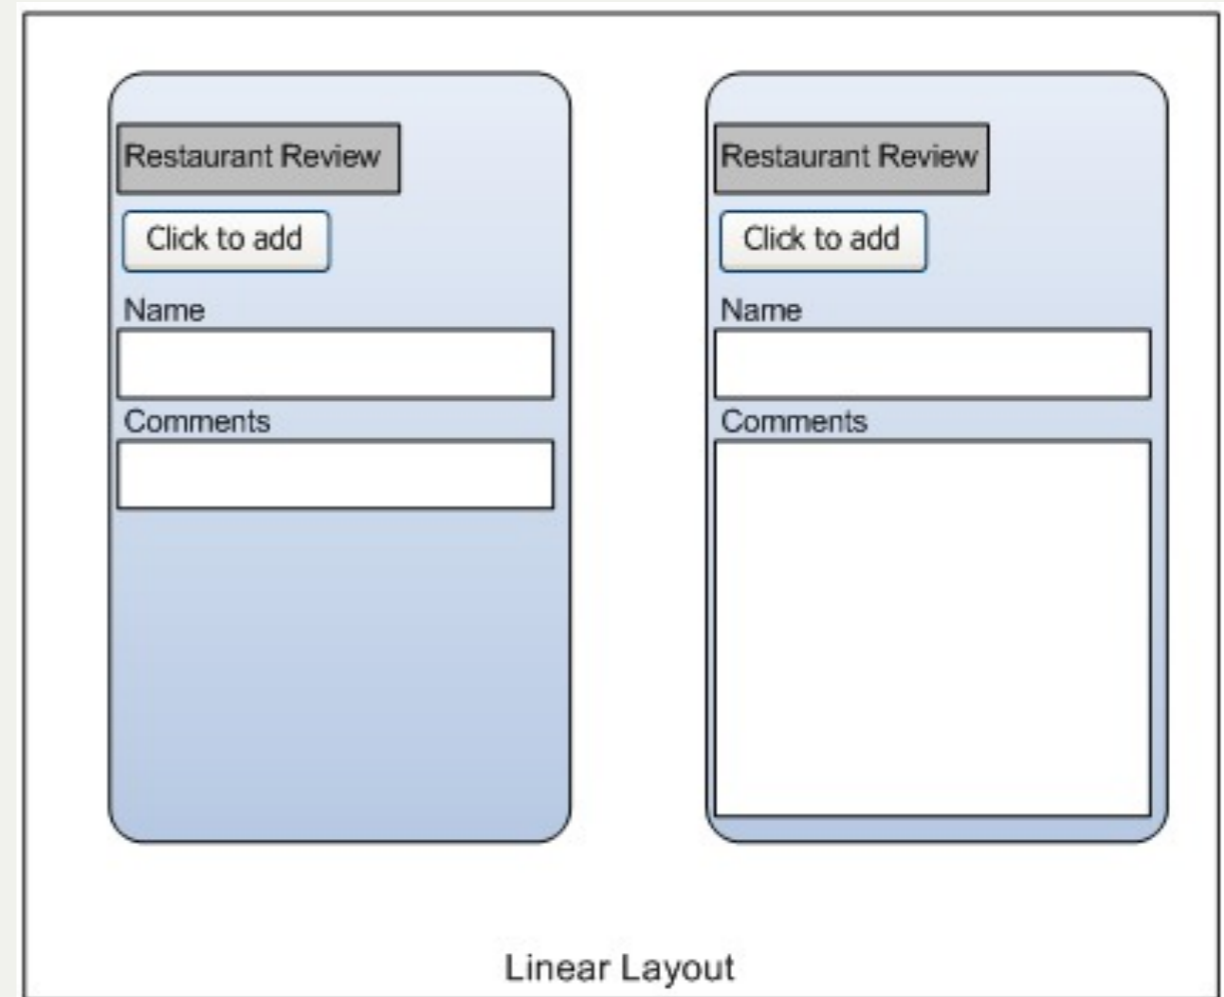 Restaurant Review
Click to add
Name
Comments
Restaurant Review
Click to add
Name
Comments
Linear Layout